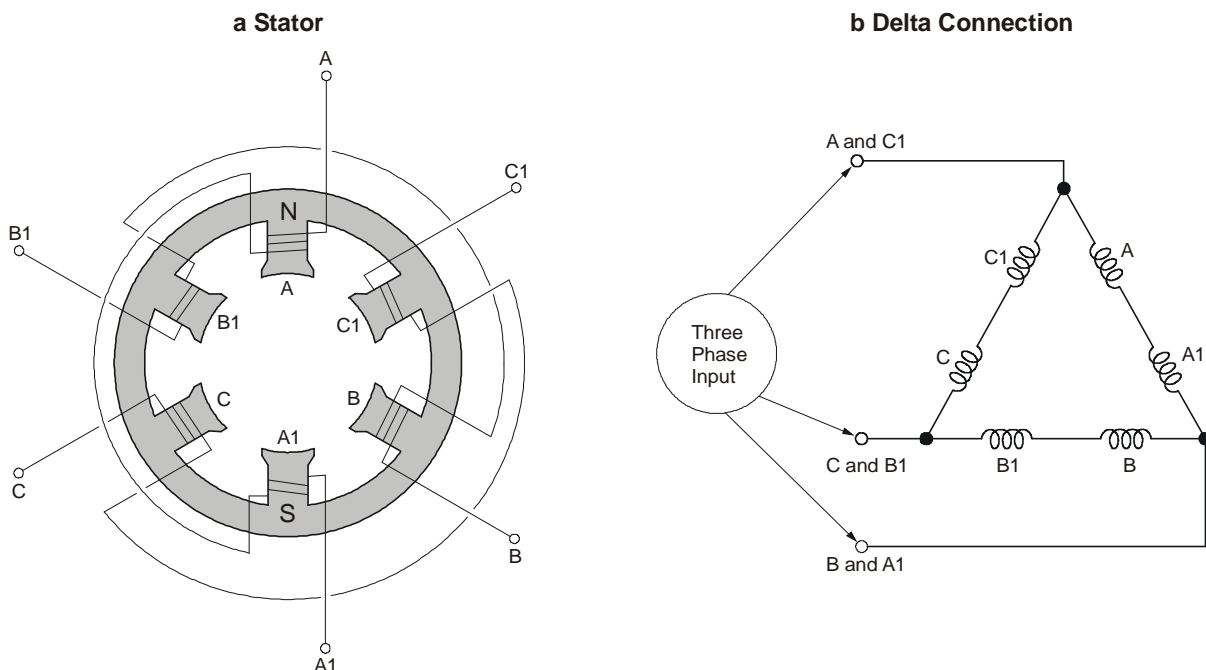 a Stator
A
C1
B1
N
A
B1
C1
C
B
A1
S
C
B
A1
b Delta Connection
A and C1
C1
A
Three
Phase
Input
C
A1
C and B1
B1
B
B and A1